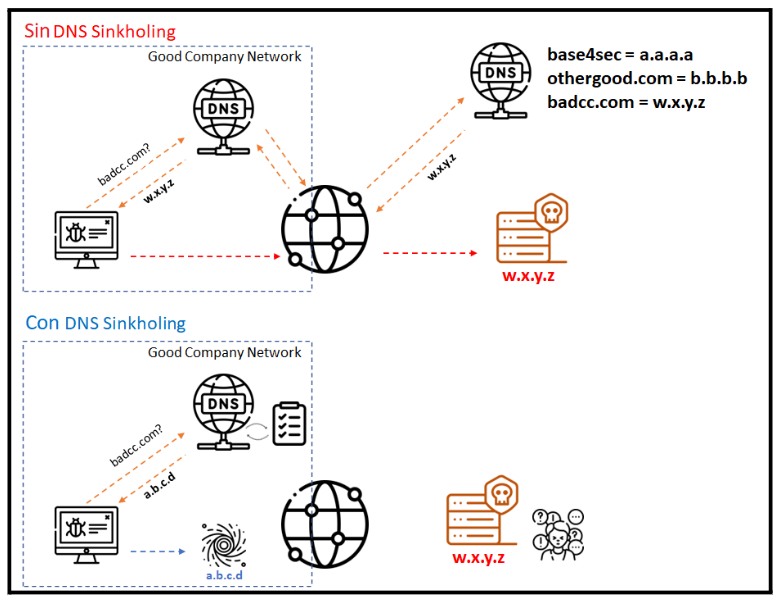 Sin DNS Sinkholing
Good Company Network
DNS
badcc.com?
w.x.y.z
DNS
base4sec = a.a.a.a
othergood.com = b.b.b.b
badcc.com = w.x.y.z
w.x.y.z
w.x.y.z
Con DNS Sinkholing
Good Company Network
DNS
badcc.com?
a.b.c.d
a.b.c.d
w.x.y.z